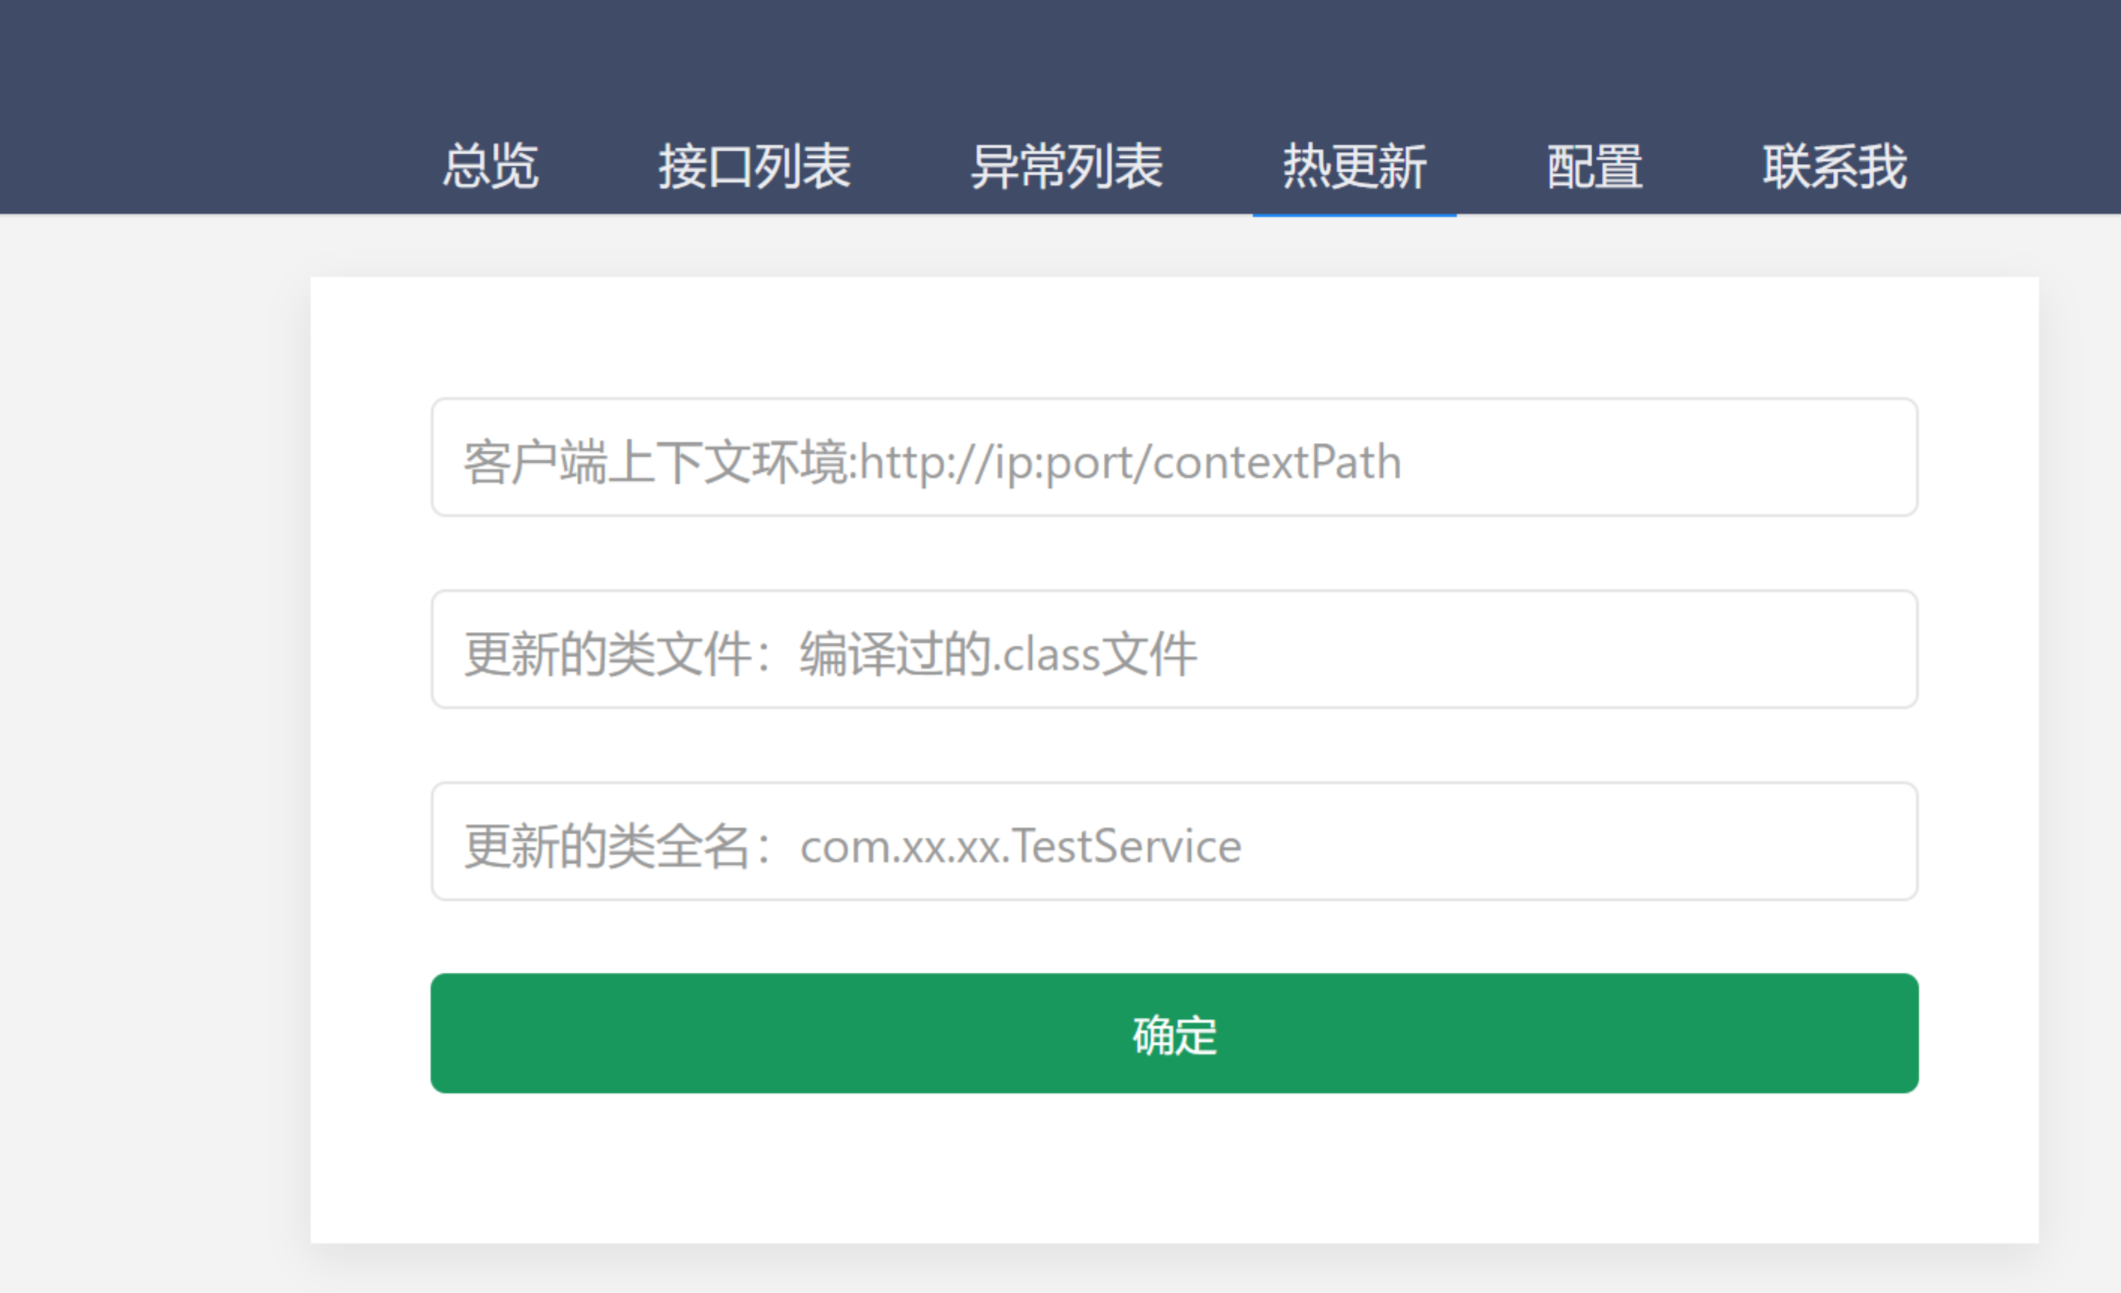 总览 接口列表 异常列表 热更新 配置 联系我
客户端上下文环境:http://ip:port/contextPath
更新的类文件：编译过的.class文件
更新的类全名：com.xx.xx.TestService
确定